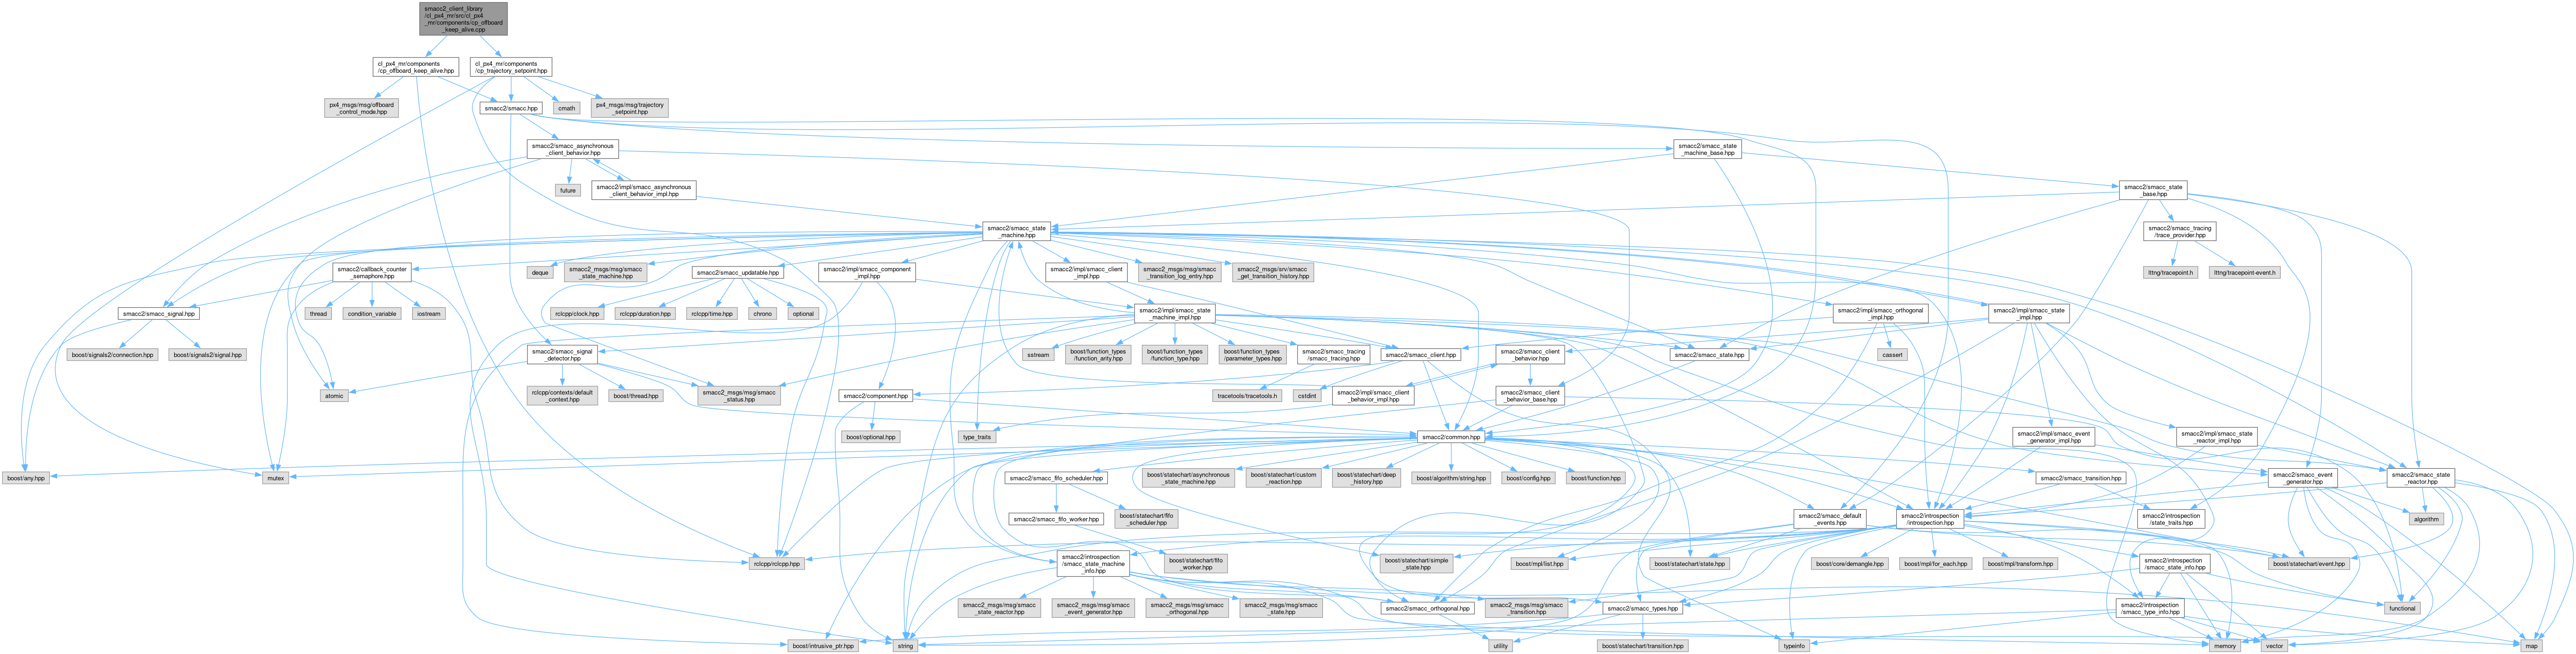 smacc2_client_library
/cl_px4_mr/src/cl_px4
_mr/components/cp_offboard
_keep_alive.cpp
cl_px4_mr/components
/cp_offboard_keep_alive.hpp
cl_px4_mr/components
/cp_trajectory_setpoint.hpp
px4_msgs/msg/offboard
_control_mode.hpp
smacc2/smacc.hpp
cmath
px4_msgs/msg/trajectory
_setpoint.hpp
smacc2/smacc_asynchronous
_client_behavior.hpp
smacc2/smacc_state
_machine_base.hpp
future
smacc2/impl/smacc_asynchronous
_client_behavior_impl.hpp
smacc2/smacc_state
_base.hpp
smacc2/smacc_state
_machine.hpp
smacc2/smacc_tracing
/trace_provider.hpp
smacc2/callback_counter
_semaphore.hpp
deque
smacc2_msgs/msg/smacc
_state_machine.hpp
smacc2/smacc_updatable.hpp
smacc2/impl/smacc_component
_impl.hpp
smacc2/impl/smacc_client
_impl.hpp
smacc2_msgs/msg/smacc
_transition_log_entry.hpp
smacc2_msgs/srv/smacc
_get_transition_history.hpp
lttng/tracepoint.h
lttng/tracepoint-event.h
smacc2/smacc_signal.hpp
thread
condition_variable
iostream
rclcpp/clock.hpp
rclcpp/duration.hpp
rclcpp/time.hpp
chrono
optional
smacc2/impl/smacc_state
_machine_impl.hpp
smacc2/impl/smacc_orthogonal
_impl.hpp
smacc2/impl/smacc_state
_impl.hpp
boost/signals2/connection.hpp
boost/signals2/signal.hpp
smacc2/smacc_signal
_detector.hpp
sstream
boost/function_types
/function_arity.hpp
boost/function_types
/function_type.hpp
boost/function_types
/parameter_types.hpp
smacc2/smacc_tracing
/smacc_tracing.hpp
smacc2/smacc_client.hpp
smacc2/smacc_client
_behavior.hpp
smacc2/smacc_state.hpp
cassert
atomic
rclcpp/contexts/default
_context.hpp
boost/thread.hpp
smacc2_msgs/msg/smacc
_status.hpp
smacc2/component.hpp
tracetools/tracetools.h
cstdint
smacc2/impl/smacc_client
_behavior_impl.hpp
smacc2/smacc_client
_behavior_base.hpp
boost/optional.hpp
type_traits
smacc2/common.hpp
smacc2/impl/smacc_event
_generator_impl.hpp
smacc2/impl/smacc_state
_reactor_impl.hpp
boost/any.hpp
mutex
smacc2/smacc_fifo_scheduler.hpp
boost/statechart/asynchronous
_state_machine.hpp
boost/statechart/custom
_reaction.hpp
boost/statechart/deep
_history.hpp
boost/algorithm/string.hpp
boost/config.hpp
boost/function.hpp
smacc2/smacc_transition.hpp
smacc2/smacc_event
_generator.hpp
smacc2/smacc_state
_reactor.hpp
smacc2/smacc_fifo_worker.hpp
boost/statechart/fifo
_scheduler.hpp
smacc2/smacc_default
_events.hpp
smacc2/introspection
/introspection.hpp
smacc2/introspection
/state_traits.hpp
algorithm
rclcpp/rclcpp.hpp
smacc2/introspection
/smacc_state_machine
_info.hpp
boost/statechart/fifo
_worker.hpp
boost/statechart/simple
_state.hpp
boost/mpl/list.hpp
boost/statechart/state.hpp
boost/core/demangle.hpp
boost/mpl/for_each.hpp
boost/mpl/transform.hpp
smacc2/introspection
/smacc_state_info.hpp
boost/statechart/event.hpp
smacc2_msgs/msg/smacc
_state_reactor.hpp
smacc2_msgs/msg/smacc
_event_generator.hpp
smacc2_msgs/msg/smacc
_orthogonal.hpp
smacc2_msgs/msg/smacc
_state.hpp
smacc2/smacc_orthogonal.hpp
smacc2_msgs/msg/smacc
_transition.hpp
smacc2/smacc_types.hpp
smacc2/introspection
/smacc_type_info.hpp
functional
boost/intrusive_ptr.hpp
string
utility
boost/statechart/transition.hpp
typeinfo
memory
vector
map